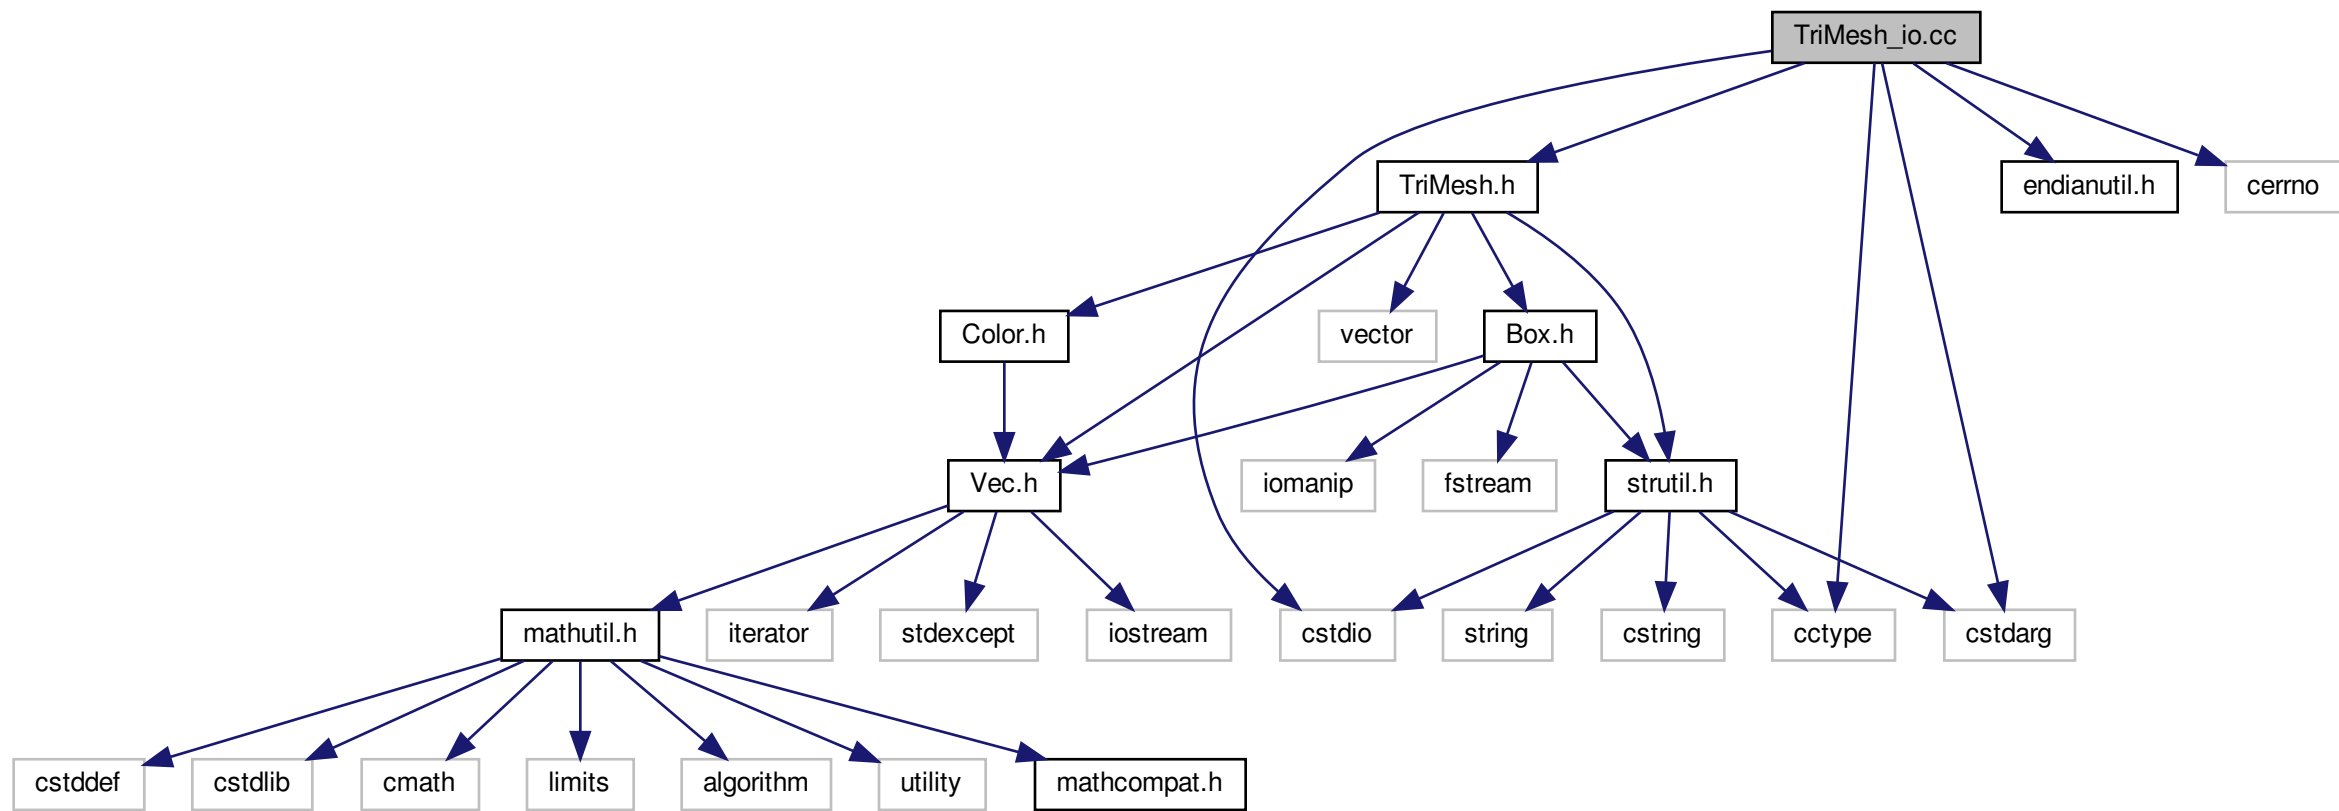 TriMesh_io.cc
TriMesh.h
endianutil.h
cerrno
Color.h
vector
Box.h
Vec.h
iomanip
fstream
strutil.h
mathutil.h
iterator
stdexcept
iostream
cstdio
string
cstring
cctype
cstdarg
cstddef
cstdlib
cmath
limits
algorithm
utility
mathcompat.h